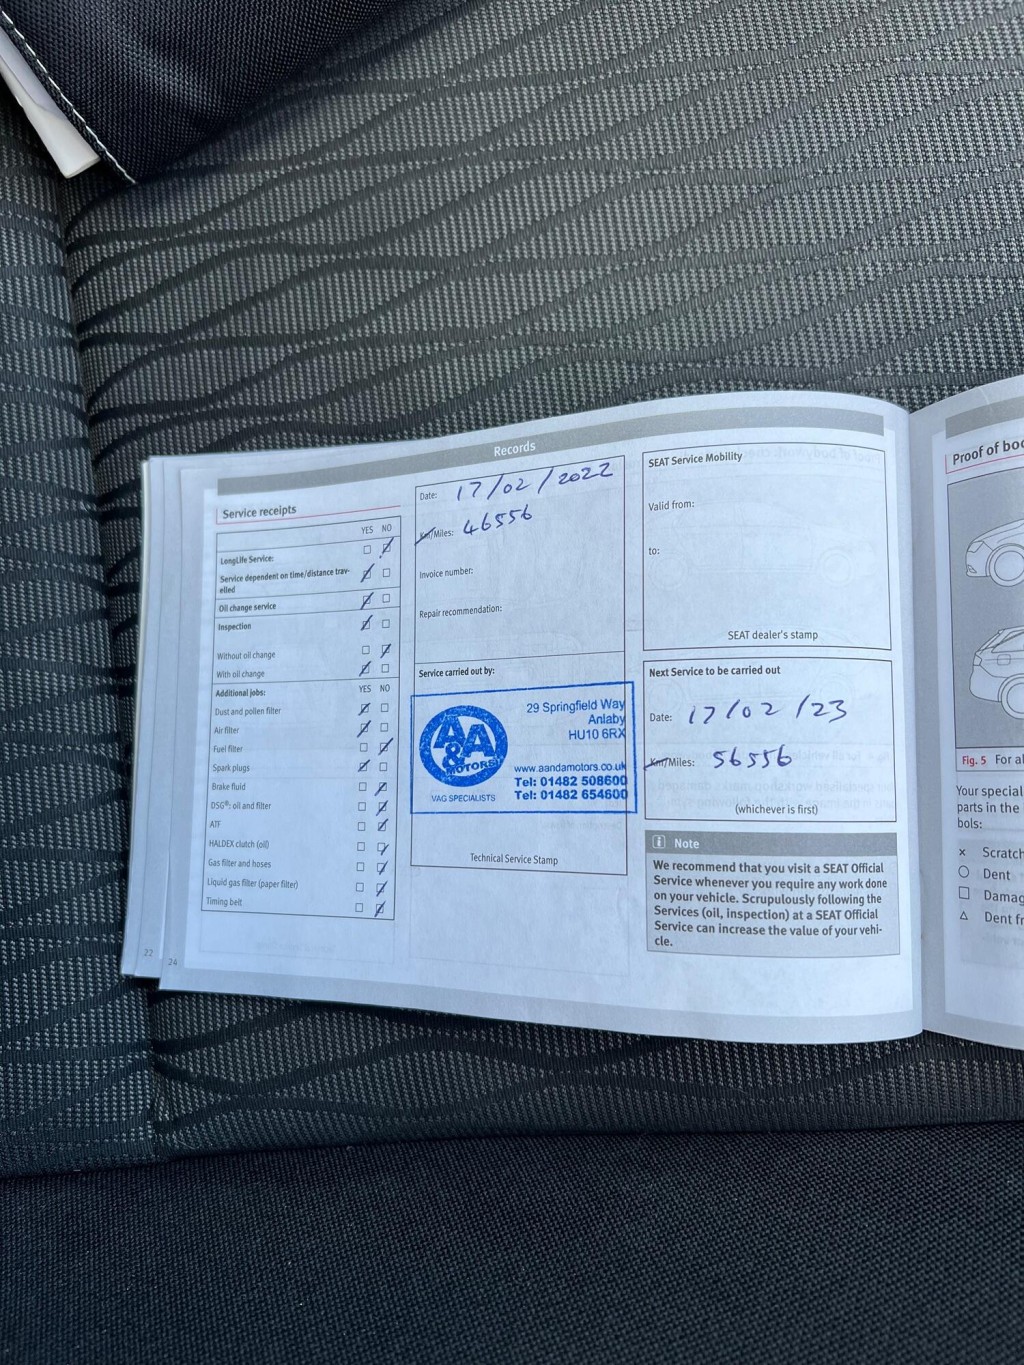 Records
Service receipts
YES NO
LongLife Service:
Service dependent on time/distance trav-
elled
Oil change service
Inspection
Without oil change
With oil change
Additional jobs: YES NO
Dust and pollen filter
Air filter
Fuel filter
Spark plugs
Brake fluid
DSG®: oil and filter
ATF
HALDEX clutch (oil)
Gas filter and hoses
Liquid gas filter (paper filter)
Timing belt
22
24
Date: 17/02/2022
Km/Miles: 46556
Invoice number:
Repair recommendation:
Service carried out by:
A&A
MOTORS
VAG SPECIALISTS
29 Springfield Way
Anlaby
HU10 6RX
www.aandamotors.co.uk
Tel: 01482 508600
Tel: 01482 654600
Technical Service Stamp
SEAT Service Mobility
Valid from:
to:
SEAT dealer's stamp
Next Service to be carried out
Date: 17/02/23
Km/Miles: 56556
(whichever is first)
i Note
We recommend that you visit a SEAT Official
Service whenever you require any work done
on your vehicle. Scrupulously following the
Services (oil, inspection) at a SEAT Official
Service can increase the value of your vehi-
cle.
Proof of bo
Fig. 5 For al
Your special
parts in the
bols:
× Scratch
○ Dent
□ Damag
△ Dent fr